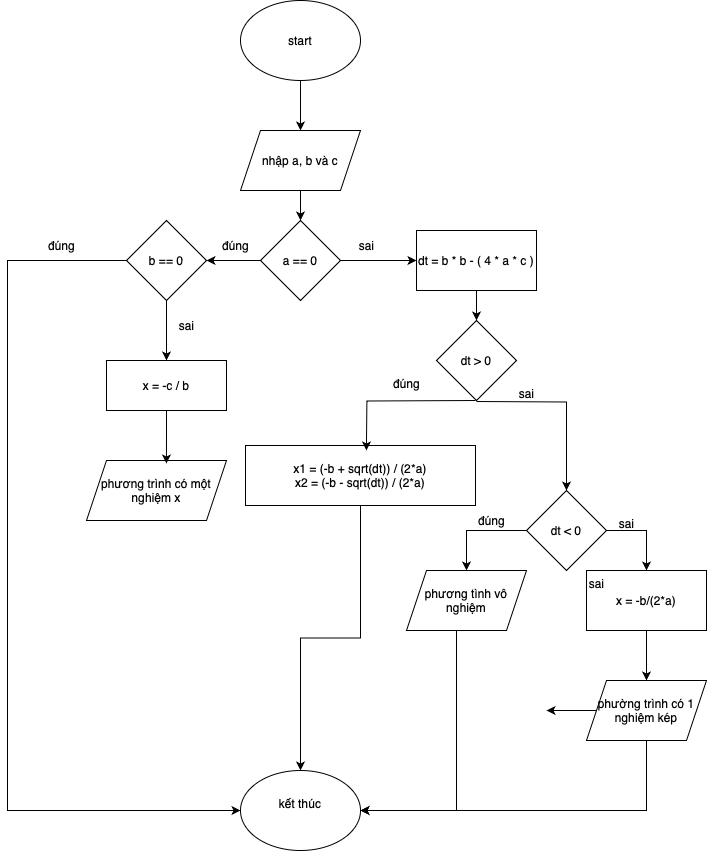 start
nhập a, b và c
đúng
b == 0
đúng
a == 0
sai
dt = b * b - ( 4 * a * c )
sai
dt > 0
x = -c / b
đúng
sai
x1 = (-b + sqrt(dt)) / (2*a)
x2 = (-b - sqrt(dt)) / (2*a)
phương trình có một
nghiệm x
đúng
dt < 0
sai
sai
x = -b/(2*a)
phương tình vô
nghiệm
phường trình có 1
nghiệm kép
kết thúc